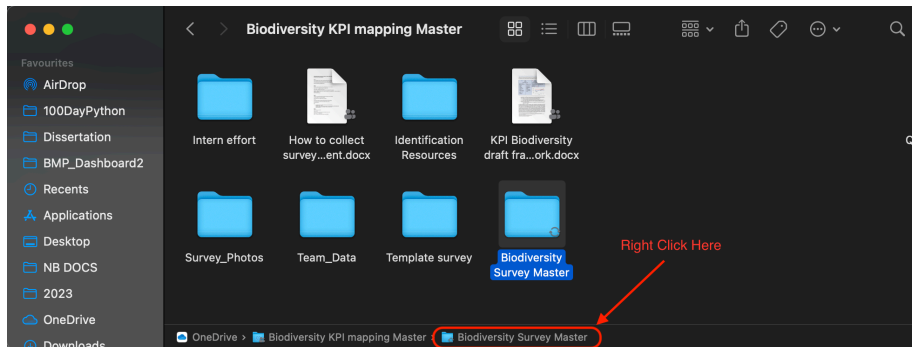 Biodiversity KPI mapping Master
Favourites
AirDrop
100DayPython
Dissertation
BMP_Dashboard2
Recents
Applications
Desktop
NB DOCS
2023
OneDrive
Downloads
Intern effort
How to collect
survey...ent.docx
Identification
Resources
KPI Biodiversity
draft fra...ork.docx
Survey_Photos
Team_Data
Template survey
Biodiversity
Survey Master
Right Click Here
OneDrive › Biodiversity KPI mapping Master › Biodiversity Survey Master